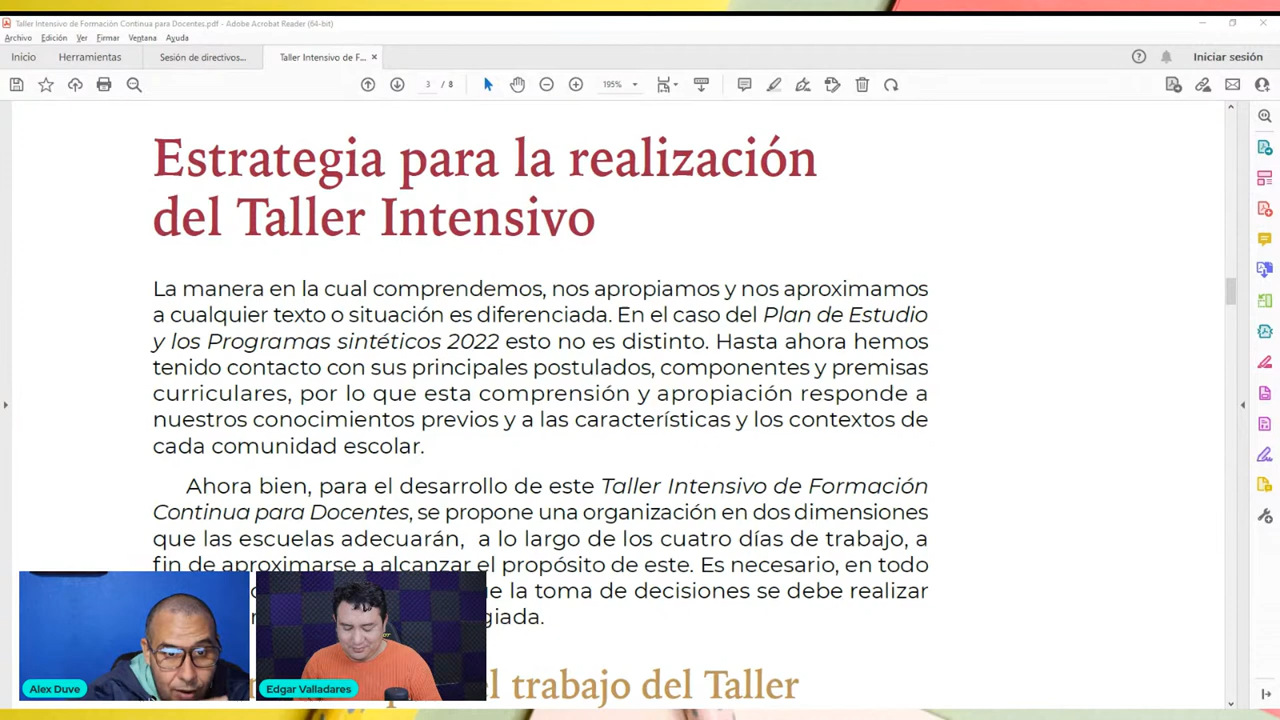 Taller Intensivo de Formación Continua para Docentes.pdf - Adobe Acrobat Reader (64-bit)
Archivo Edición Ver Firmar Ventana Ayuda
Inicio Herramientas Sesión de directivos... Taller Intensivo de F... × Iniciar sesión
3 / 8 195%
Estrategia para la realización
del Taller Intensivo
La manera en la cual comprendemos, nos apropiamos y nos aproximamos
a cualquier texto o situación es diferenciada. En el caso del Plan de Estudio
y los Programas sintéticos 2022 esto no es distinto. Hasta ahora hemos
tenido contacto con sus principales postulados, componentes y premisas
curriculares, por lo que esta comprensión y apropiación responde a
nuestros conocimientos previos y a las características y los contextos de
cada comunidad escolar.
Ahora bien, para el desarrollo de este Taller Intensivo de Formación
Continua para Docentes, se propone una organización en dos dimensiones
que las escuelas adecuarán, a lo largo de los cuatro días de trabajo, a
fin de aproximarse a alcanzar el propósito de este. Es necesario, en todo
la toma de decisiones se debe realizar
el trabajo del Taller
Alex Duve
Edgar Valladares